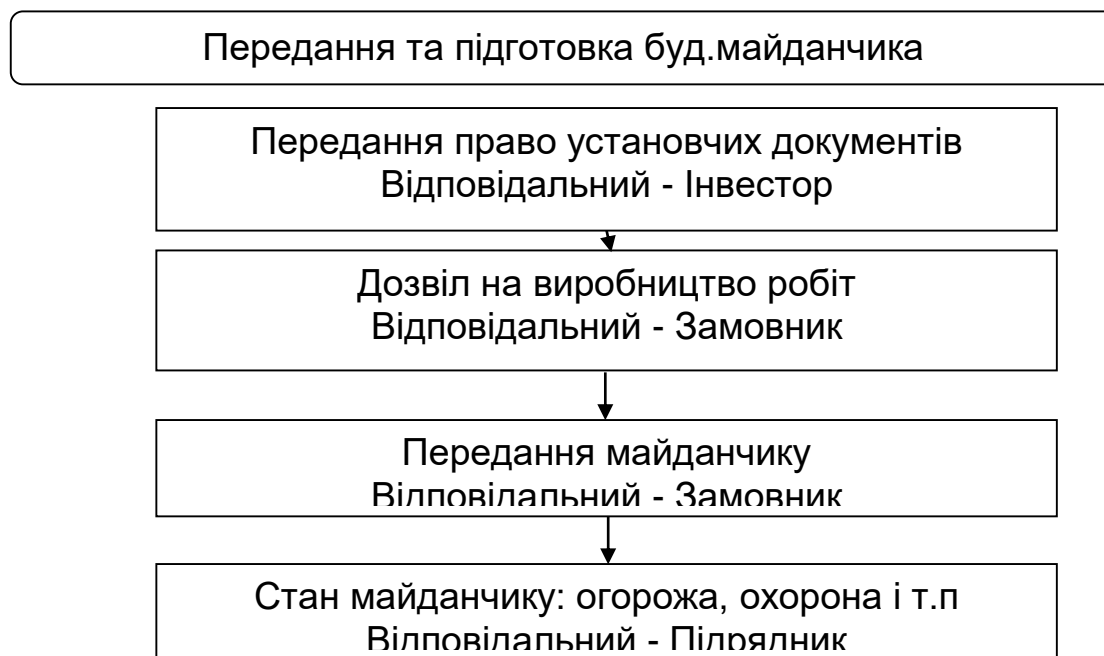 Передання та підготовка буд.майданчика
Передання право установчих документів
Відповідальний - Інвестор
Дозвіл на виробництво робіт
Відповідальний - Замовник
Передання майданчику
Відповідальний - Замовник
Стан майданчику: огорожа, охорона і т.п
Відповідальний - Підрядник